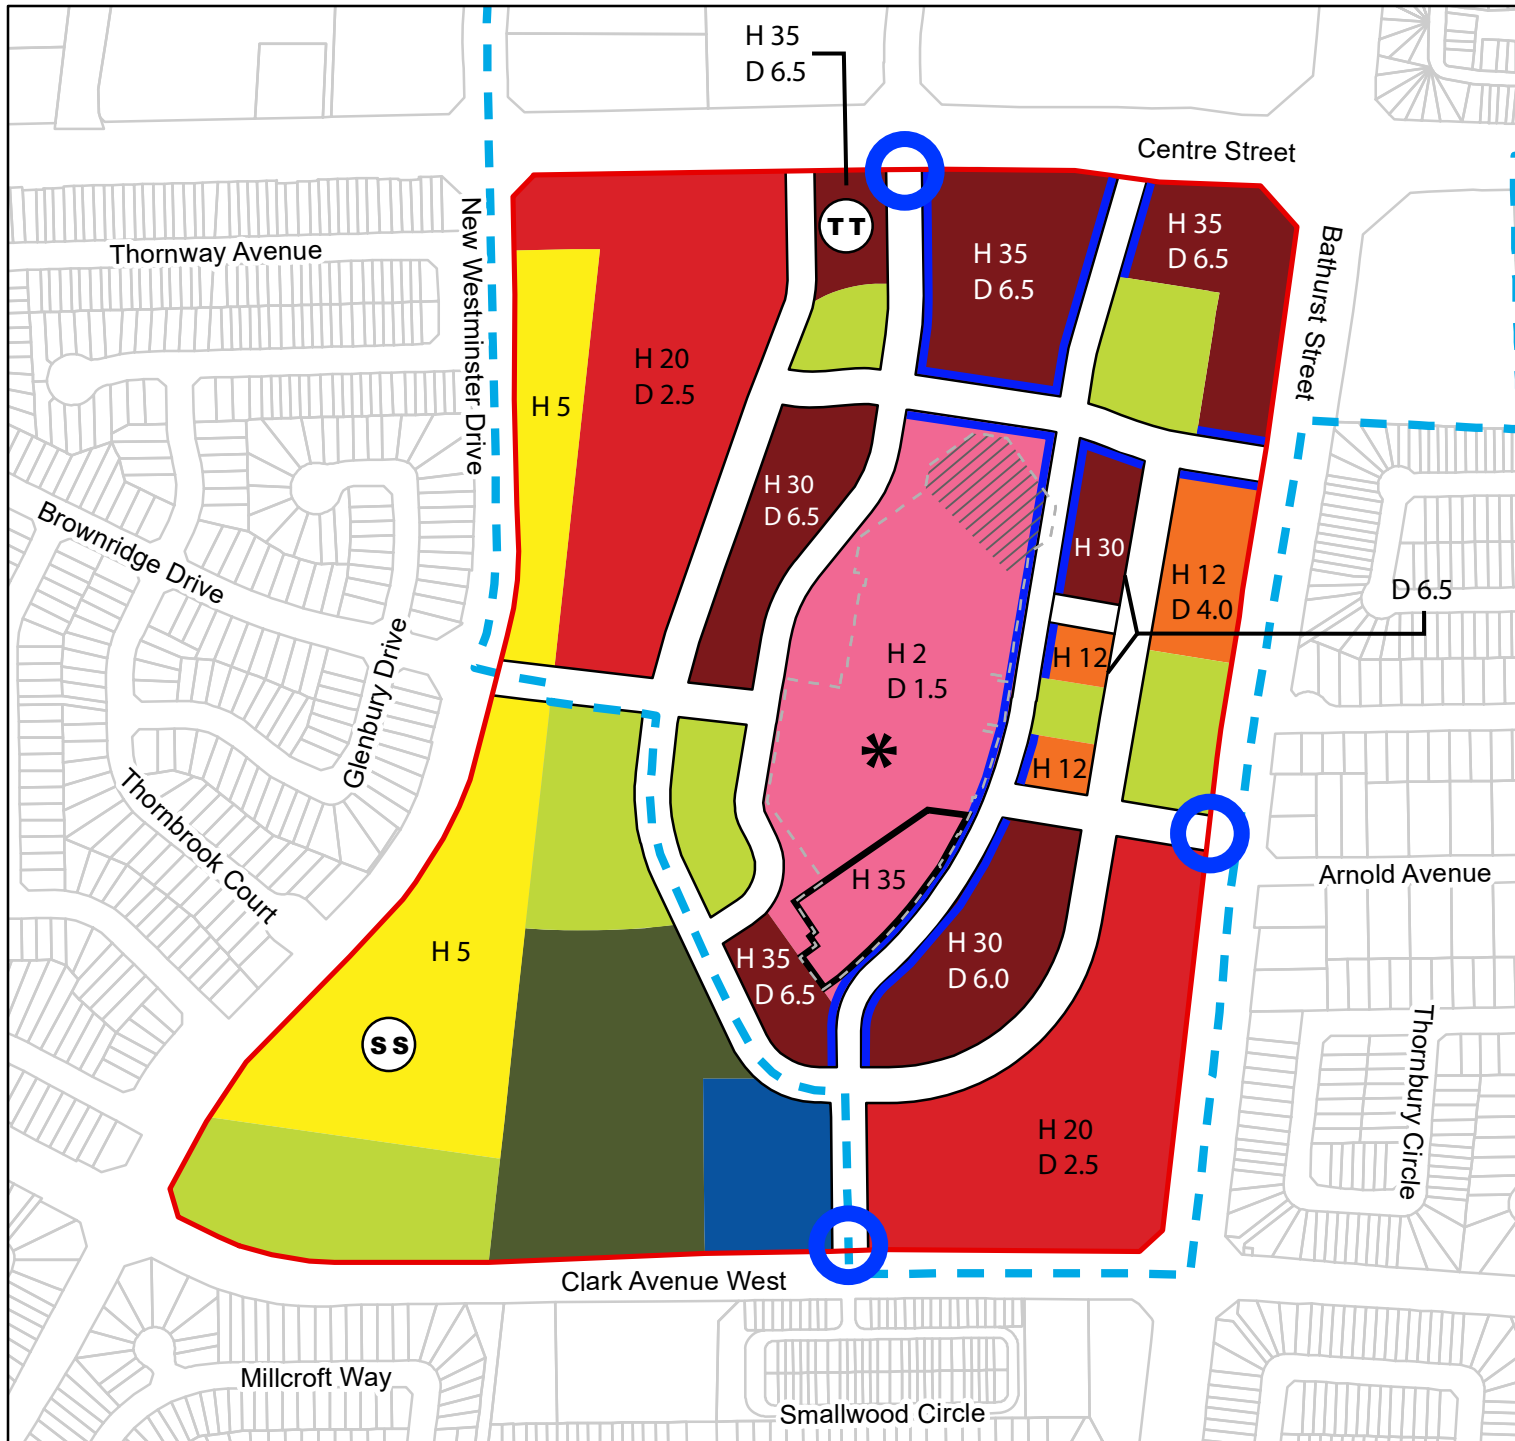 H 35
D 6.5
Centre Street
New Westminster Drive
Thornway Avenue
TT
H 35
D 6.5
H 35
D 6.5
Bathurst Street
H 20
D 2.5
H 5
H 30
D 6.5
Brownridge Drive
H 30
H 12
D 4.0
D 6.5
Glenbury Drive
H 2
D 1.5
H 12
*
H 12
Thornbrook Court
H 35
Arnold Avenue
H 5
H 35
D 6.5
H 30
D 6.0
SS
Thornbury Circle
H 20
D 2.5
Clark Avenue West
Millcroft Way
Smallwood Circle